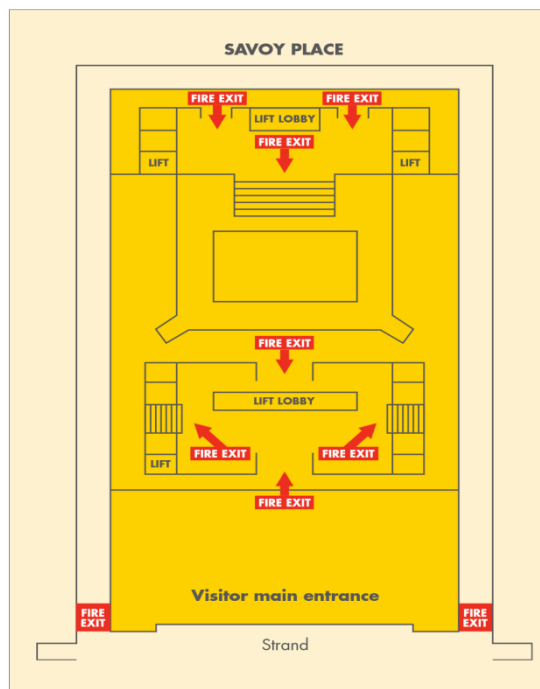 SAVOY PLACE
FIRE EXIT
FIRE EXIT
LIFT LOBBY
FIRE EXIT
LIFT
LIFT
FIRE EXIT
LIFT LOBBY
FIRE EXIT
FIRE EXIT
LIFT
FIRE EXIT
Visitor main entrance
FIRE
EXIT
FIRE
EXIT
Strand